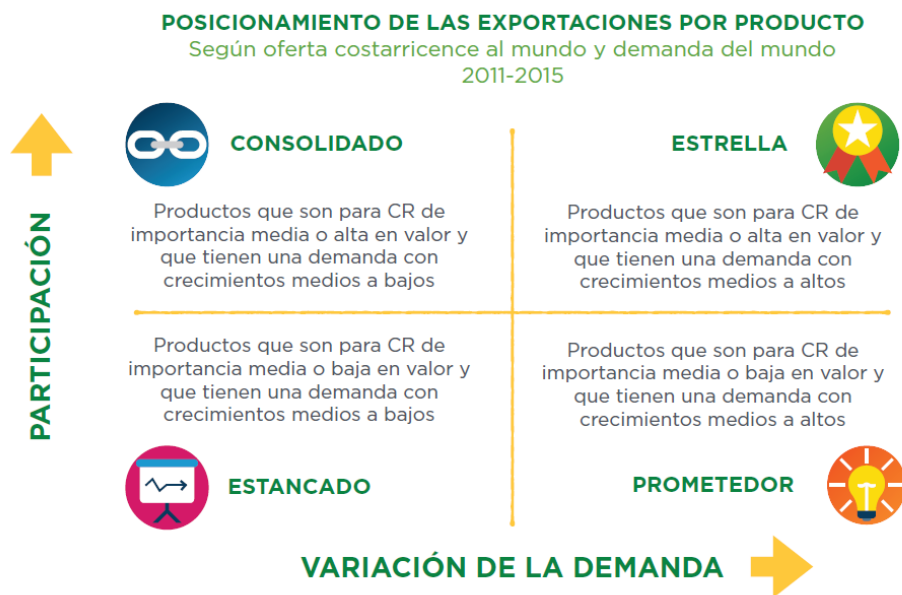 POSICIONAMIENTO DE LAS EXPORTACIONES POR PRODUCTO
Según oferta costarricence al mundo y demanda del mundo
2011-2015
CONSOLIDADO
Productos que son para CR de
importancia media o alta en valor y
que tienen una demanda con
crecimientos medios a bajos
ESTRELLA
Productos que son para CR de
importancia media o alta en valor y
que tienen una demanda con
crecimientos medios a altos
PARTICIPACIÓN
Productos que son para CR de
importancia media o baja en valor y
que tienen una demanda con
crecimientos medios a bajos
ESTANCADO
Productos que son para CR de
importancia media o baja en valor y
que tienen una demanda con
crecimientos medios a altos
PROMETEDOR
VARIACIÓN DE LA DEMANDA